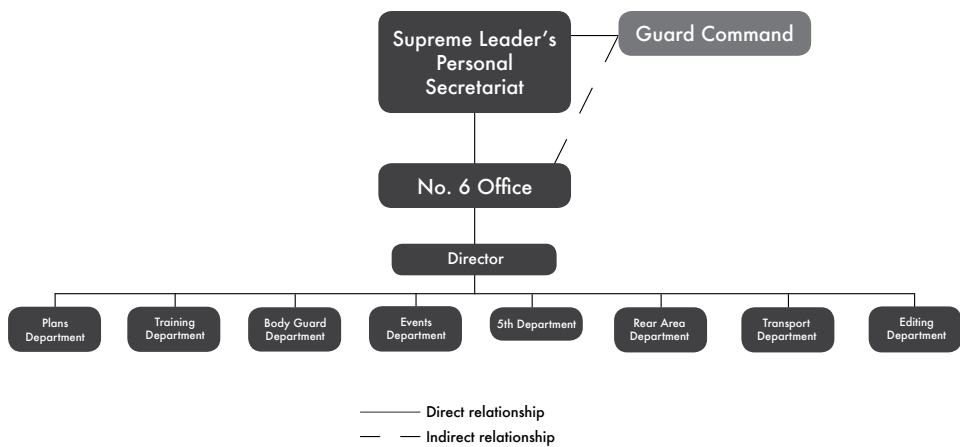 Supreme Leader's
Personal
Secretariat
Guard Command
No. 6 Office
Director
Plans
Department
Training
Department
Body Guard
Department
Events
Department
5th Department
Rear Area
Department
Transport
Department
Editing
Department
Direct relationship
Indirect relationship